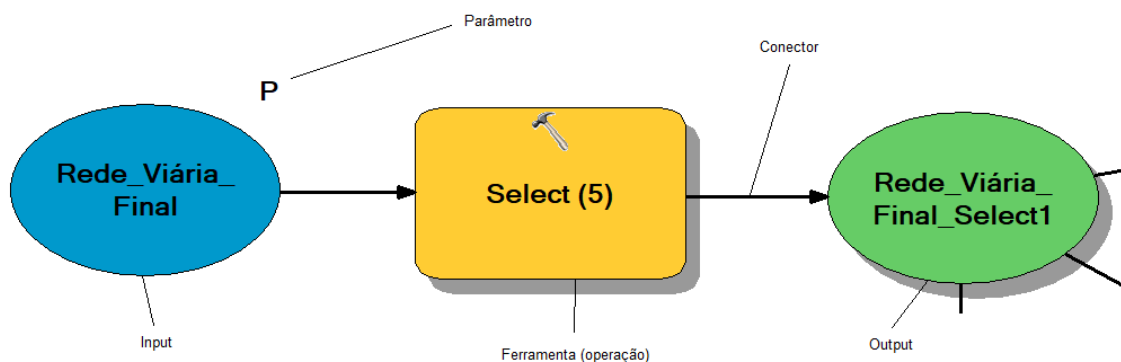 Parâmetro
Conector
P
Rede_Viária_
Final
Select (5)
Rede_Viária_
Final_Select1
Input
Ferramenta (operação)
Output